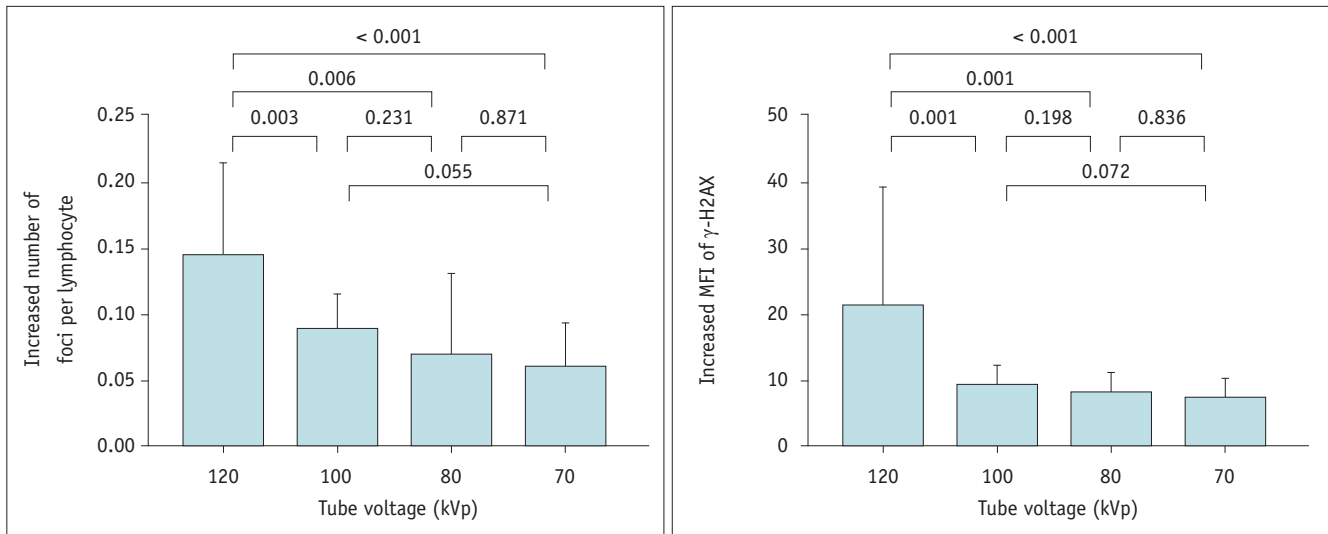 < 0.001
0.006
0.003 0.231 0.871
0.055
0.25
0.20
0.15
0.10
0.05
0.00
Increased number of
foci per lymphocyte
120 100 80 70
Tube voltage (kVp)
< 0.001
0.001
0.001 0.198 0.836
0.072
50
40
30
20
10
0
Increased MFI of γ-H2AX
120 100 80 70
Tube voltage (kVp)